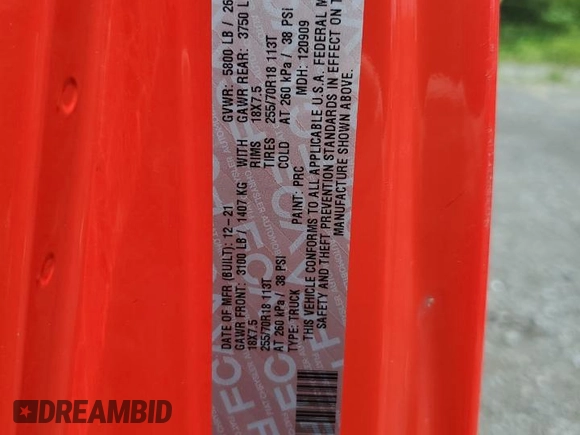 DATE OF MFR (BUILT): 12-21 GVWR: 5800 LB / 26
GAWR FRONT: 3100 LB / 1407 KG WITH GAWR REAR: 3750 L
18X7.5 RIMS 18X7.5
255/70R18 113T TIRES 255/70R18 113T
AT 260 kPa / 38 PSI COLD AT 260 kPa / 38 PSI
TYPE: TRUCK PAINT: PRC MDH: 120909
THIS VEHICLE CONFORMS TO ALL APPLICABLE U.S.A. FEDERAL M
SAFETY AND THEFT PREVENTION STANDARDS IN EFFECT ON T
MANUFACTURE SHOWN ABOVE.
DREAMBID